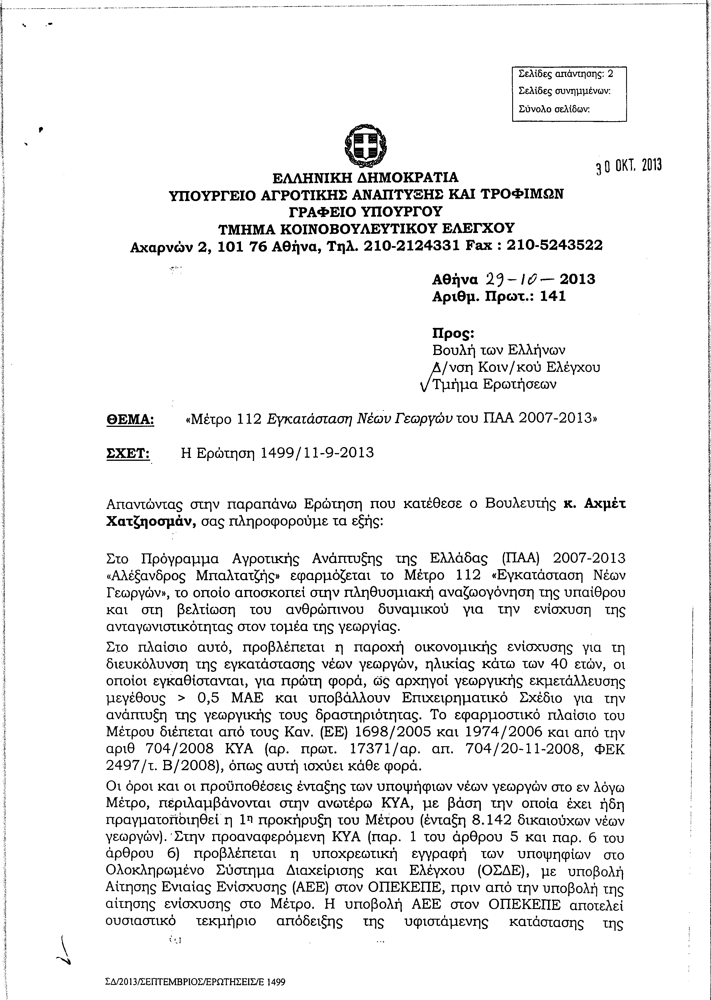 Σελίδες απάντησης: 2
Σελίδες συνημμένων:
Σύνολο σελίδων:
30 ΟΚΤ. 2013
ΕΛΛΗΝΙΚΗ ΔΗΜΟΚΡΑΤΙΑ
ΥΠΟΥΡΓΕΙΟ ΑΓΡΟΤΙΚΗΣ ΑΝΑΠΤΥΞΗΣ ΚΑΙ ΤΡΟΦΙΜΩΝ
ΓΡΑΦΕΙΟ ΥΠΟΥΡΓΟΥ
ΤΜΗΜΑ ΚΟΙΝΟΒΟΥΛΕΥΤΙΚΟΥ ΕΛΕΓΧΟΥ
Αχαρνών 2, 101 76 Αθήνα, Τηλ. 210-2124331 Fax : 210-5243522
Αθήνα 29-10- 2013
Αριθμ. Πρωτ.: 141
Προς:
Βουλή των Ελλήνων
Δ/νση Κοιν/κού Ελέγχου
√Τμήμα Ερωτήσεων
ΘΕΜΑ: «Μέτρο 112 Εγκατάσταση Νέων Γεωργών του ΠΑΑ 2007-2013»
ΣΧΕΤ: Η Ερώτηση 1499/11-9-2013
Απαντώντας στην παραπάνω Ερώτηση που κατέθεσε ο Βουλευτής κ. Αχμέτ
Χατζηοσμάν, σας πληροφορούμε τα εξής:
Στο Πρόγραμμα Αγροτικής Ανάπτυξης της Ελλάδας (ΠΑΑ) 2007-2013
«Αλέξανδρος Μπαλτατζής» εφαρμόζεται το Μέτρο 112 «Εγκατάσταση Νέων
Γεωργών», το οποίο αποσκοπεί στην πληθυσμιακή αναζωογόνηση της υπαίθρου
και στη βελτίωση του ανθρώπινου δυναμικού για την ενίσχυση της
ανταγωνιστικότητας στον τομέα της γεωργίας.
Στο πλαίσιο αυτό, προβλέπεται η παροχή οικονομικής ενίσχυσης για τη
διευκόλυνση της εγκατάστασης νέων γεωργών, ηλικίας κάτω των 40 ετών, οι
οποίοι εγκαθίστανται, για πρώτη φορά, ως αρχηγοί γεωργικής εκμετάλλευσης
μεγέθους > 0,5 ΜΑΕ και υποβάλλουν Επιχειρηματικό Σχέδιο για την
ανάπτυξη της γεωργικής τους δραστηριότητας. Το εφαρμοστικό πλαίσιο του
Μέτρου διέπεται από τους Καν. (ΕΕ) 1698/2005 και 1974/2006 και από την
αριθ 704/2008 ΚΥΑ (αρ. πρωτ. 17371/αρ. απ. 704/20-11-2008, ΦΕΚ
2497/τ. Β/2008), όπως αυτή ισχύει κάθε φορά.
Οι όροι και οι προϋποθέσεις ένταξης των υποψήφιων νέων γεωργών στο εν λόγω
Μέτρο, περιλαμβάνονται στην ανωτέρω ΚΥΑ, με βάση την οποία έχει ήδη
πραγματοποιηθεί η 1η προκήρυξη του Μέτρου (ένταξη 8.142 δικαιούχων νέων
γεωργών). Στην προαναφερόμενη ΚΥΑ (παρ. 1 του άρθρου 5 και παρ. 6 του
άρθρου 6) προβλέπεται η υποχρεωτική εγγραφή των υποψηφίων στο
Ολοκληρωμένο Σύστημα Διαχείρισης και Ελέγχου (ΟΣΔΕ), με υποβολή
Αίτησης Ενιαίας Ενίσχυσης (ΑΕΕ) στον ΟΠΕΚΕΠΕ, πριν από την υποβολή της
αίτησης ενίσχυσης στο Μέτρο. Η υποβολή ΑΕΕ στον ΟΠΕΚΕΠΕ αποτελεί
ουσιαστικό τεκμήριο απόδειξης της υφιστάμενης κατάστασης της
ΣΔ/2013/ΣΕΠΤΕΜΒΡΙΟΣ/ΕΡΩΤΗΣΕΙΣ/Ε 1499